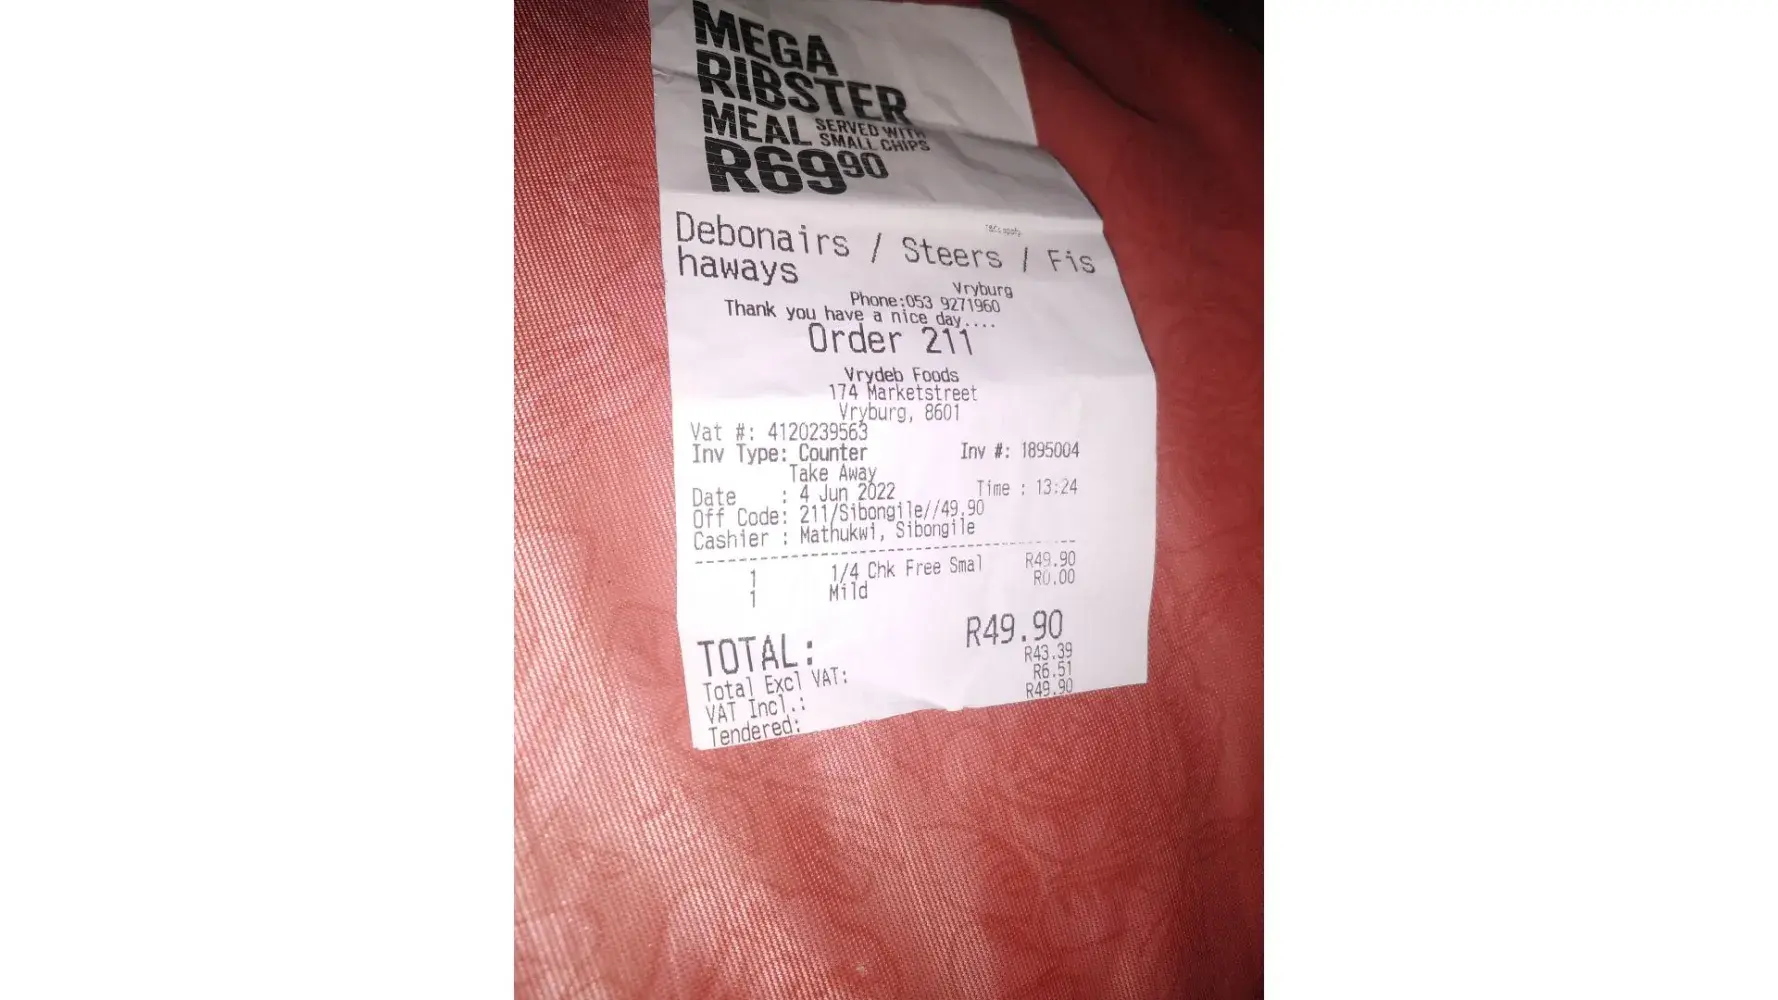 MEGA
RIBSTER
MEAL SERVED WITH SMALL CHIPS
R6990
T&Cs apply.
Debonairs / Steers / Fis
haways
Vryburg
Phone:053 9271960
Thank you have a nice day....
Order 211
Vrydeb Foods
174 Marketstreet
Vryburg, 8601
Vat #: 4120239563
Inv Type: Counter Inv #: 1895004
Take Away
Date : 4 Jun 2022 Time : 13:24
Off Code: 211/Sibongile//49.90
Cashier : Mathukwi, Sibongile
1 1/4 Chk Free Smal R49.90
1 Mild R0.00
TOTAL: R49.90
Total Excl VAT: R43.39
VAT Incl.: R6.51
Tendered: R49.90